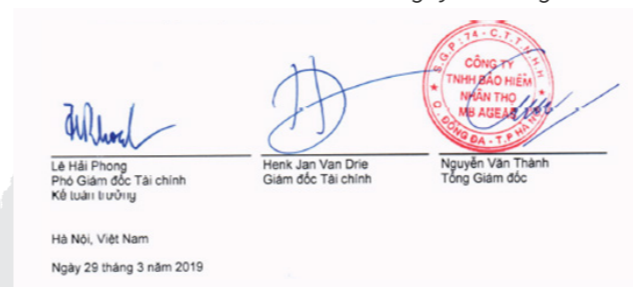 S.G.P: 74 - C.T.T.N.H.H
CÔNG TY
TNHH BẢO HIỂM
NHÂN THỌ
MB AGEAS
Q. ĐỐNG ĐA - T.P HÀ NỘI
Lê Hải Phong
Phó Giám đốc Tài chính
Kế toán trưởng
Henk Jan Van Drie
Giám đốc Tài chính
Nguyễn Văn Thành
Tổng Giám đốc
Hà Nội, Việt Nam
Ngày 29 tháng 3 năm 2019